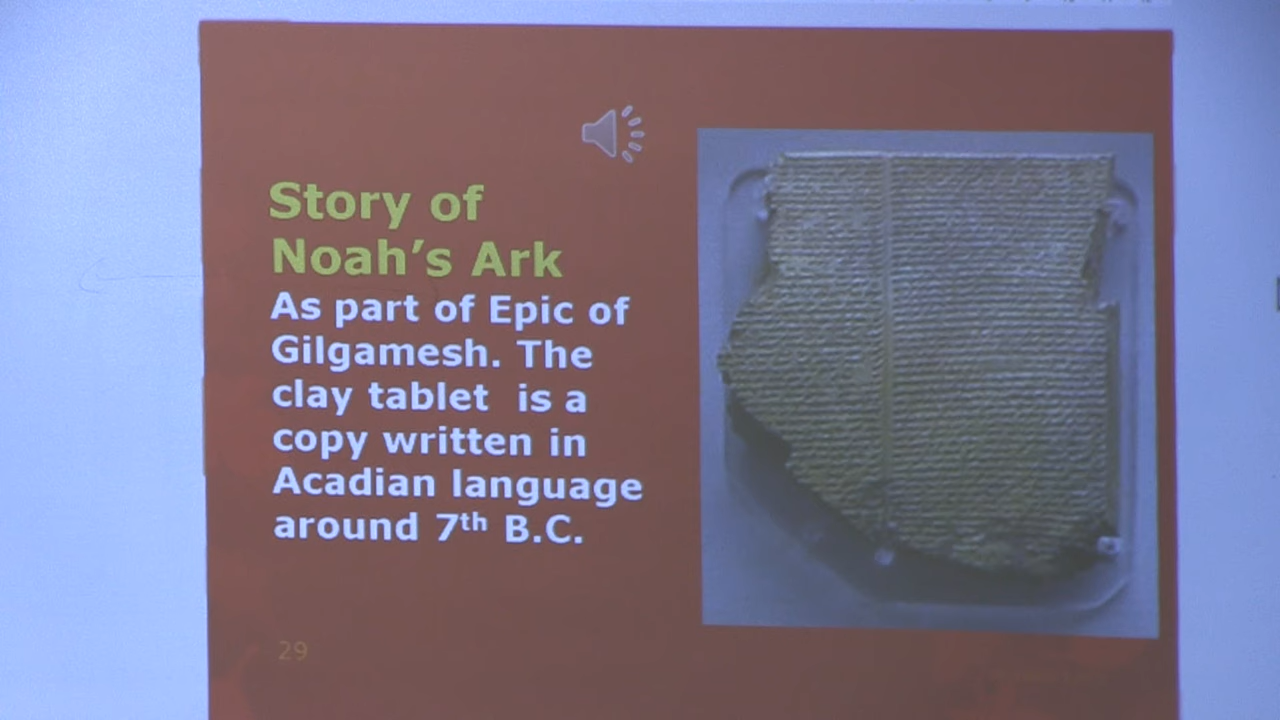 Story of
Noah's Ark
As part of Epic of
Gilgamesh. The
clay tablet is a
copy written in
Acadian language
around 7th B.C.
29